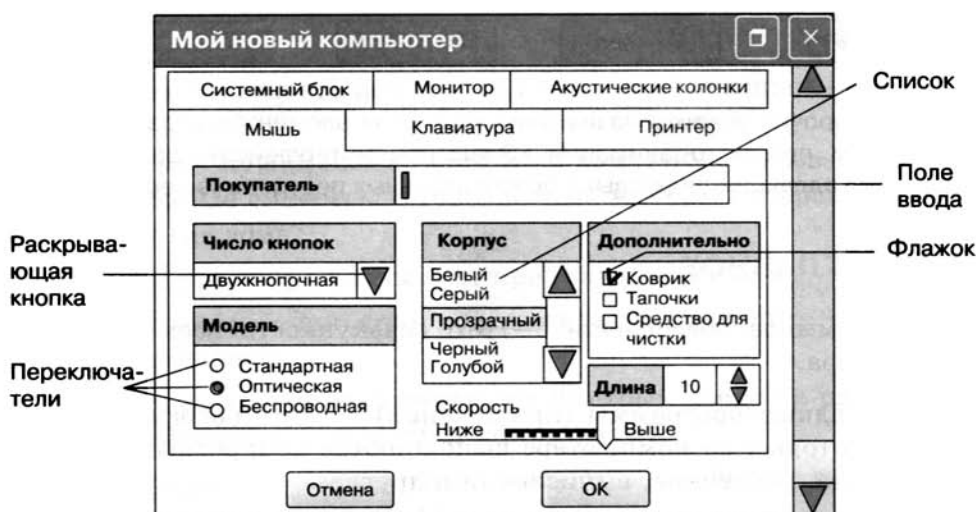 Мой новый компьютер
Системный блок Монитор Акустические колонки
Мышь Клавиатура Принтер
Покупатель
Число кнопок
Двухкнопочная
Модель
Стандартная
Оптическая
Беспроводная
Корпус
Белый
Серый
Прозрачный
Черный
Голубой
Дополнительно
Коврик
Тапочки
Средство для
чистки
Длина 10
Скорость
Ниже Выше
Отмена ОК
Раскрыва-
ющая
кнопка
Переключа-
тели
Список
Поле
ввода
Флажок